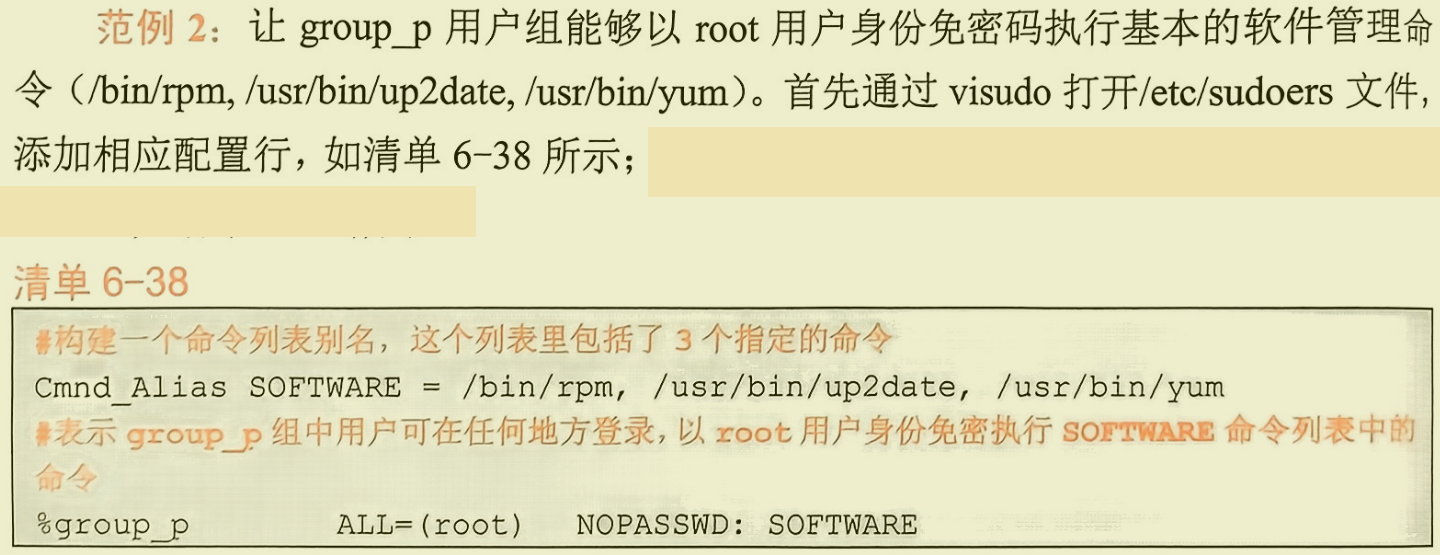 范例 2：让 group_p 用户组能够以 root 用户身份免密码执行基本的软件管理命
令（/bin/rpm, /usr/bin/up2date, /usr/bin/yum）。首先通过 visudo 打开/etc/sudoers 文件,
添加相应配置行，如清单 6-38 所示；
清单 6-38
#构建一个命令列表别名，这个列表里包括了 3 个指定的命令
Cmnd_Alias SOFTWARE = /bin/rpm, /usr/bin/up2date, /usr/bin/yum
#表示 group_p 组中用户可在任何地方登录，以 root 用户身份免密执行 SOFTWARE 命令列表中的
命令
%group_p ALL=(root) NOPASSWD: SOFTWARE